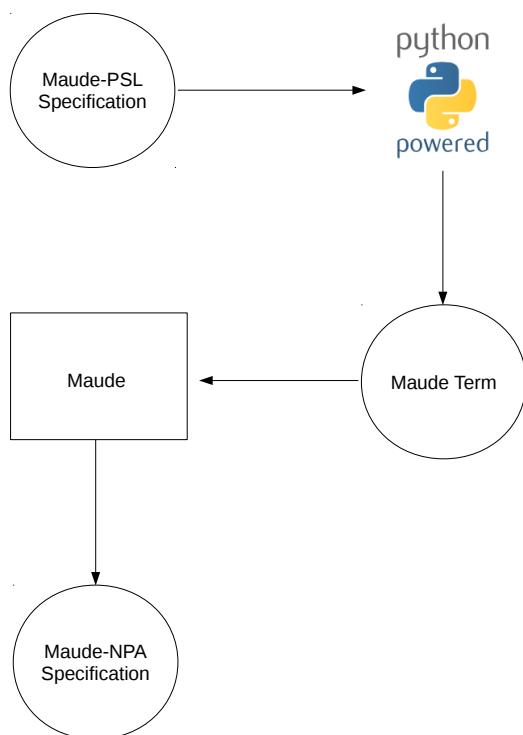 Maude-PSL
Specification
python
powered
Maude
Maude Term
Maude-NPA
Specification